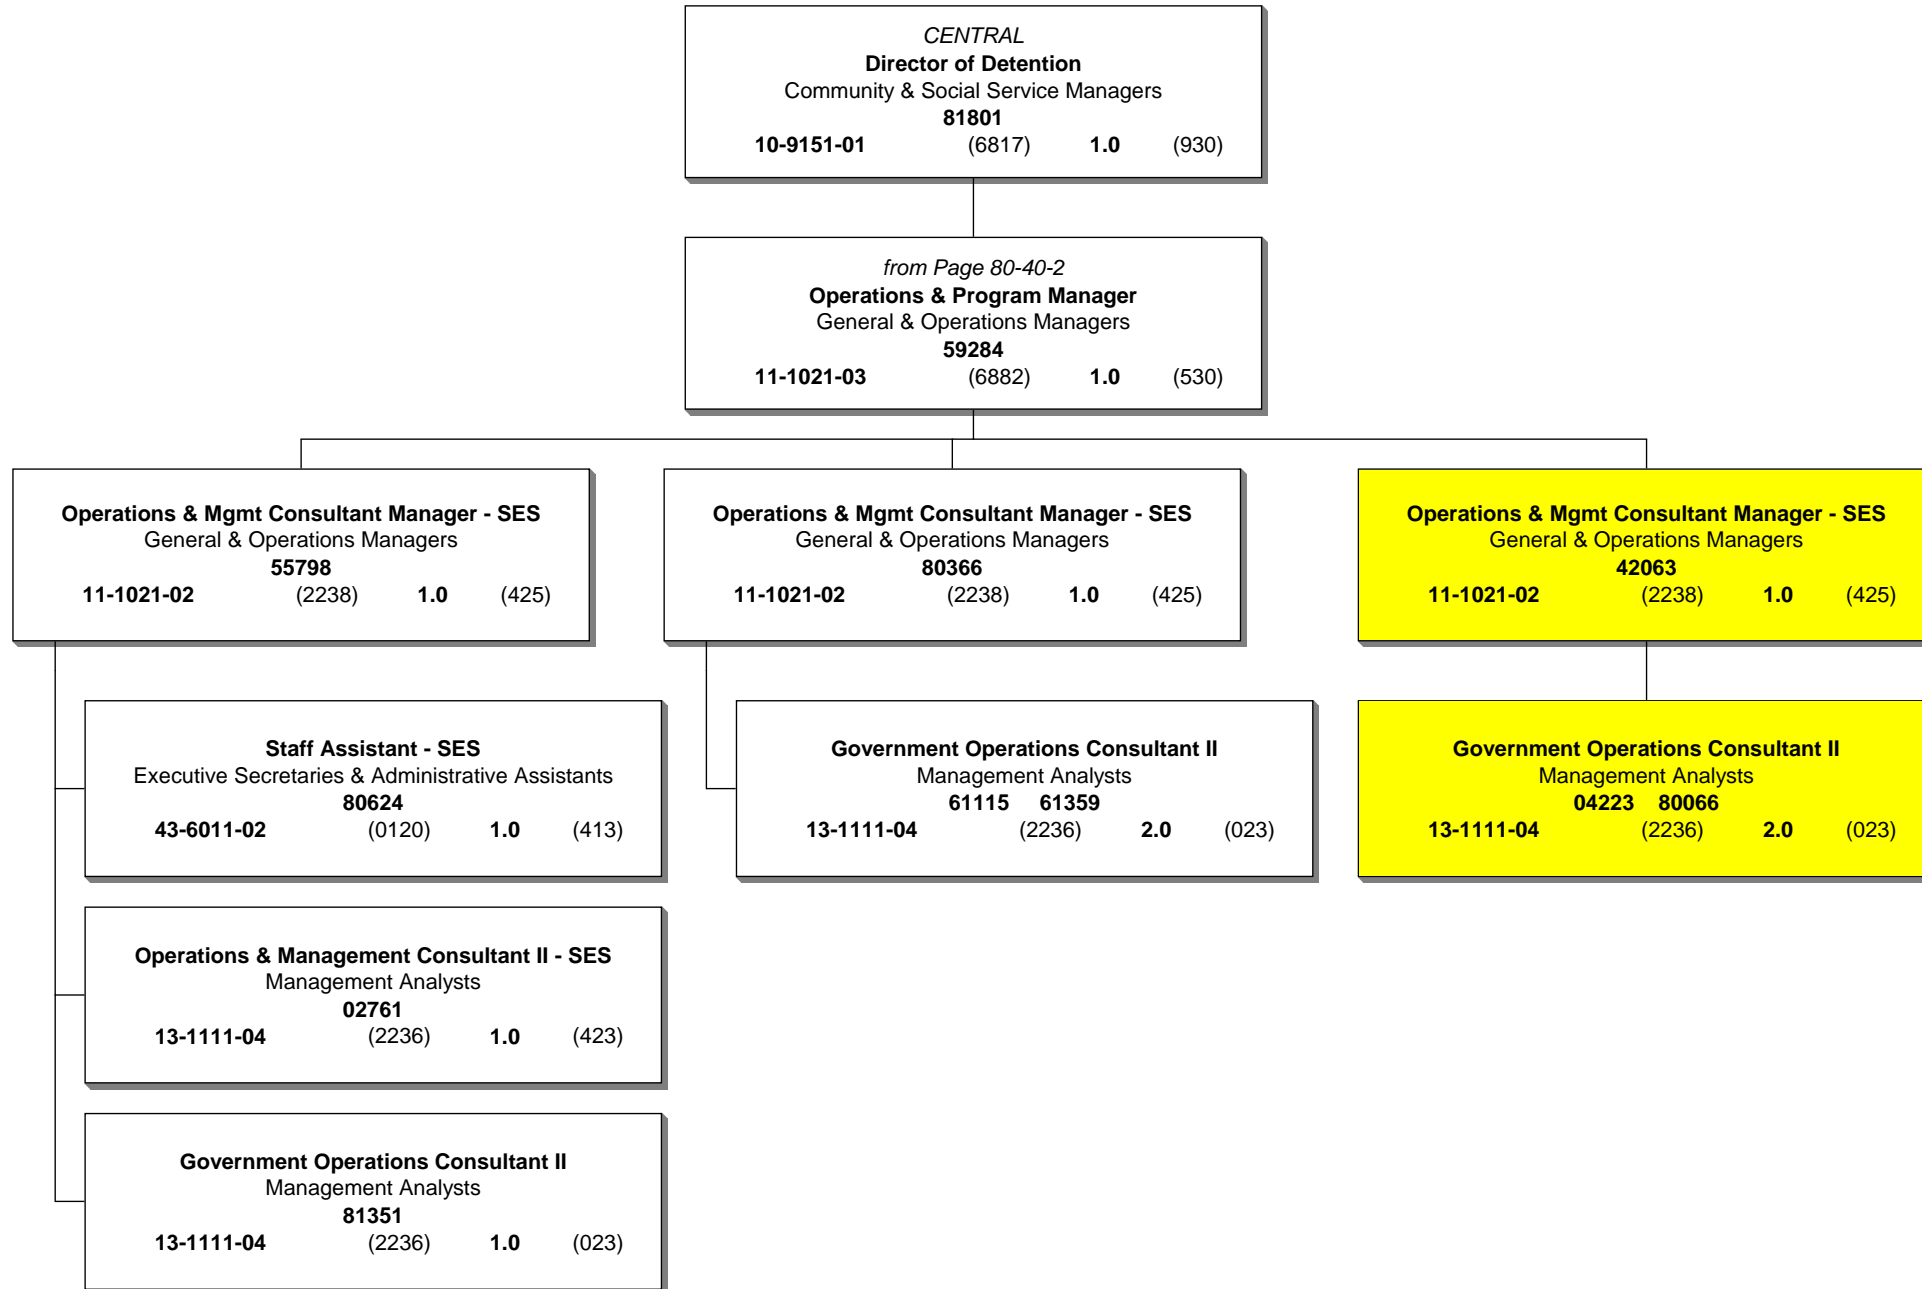 CENTRAL
Director of Detention
Community & Social Service Managers
81801
10-9151-01 (6817) 1.0 (930)
from Page 80-40-2
Operations & Program Manager
General & Operations Managers
59284
11-1021-03 (6882) 1.0 (530)
Operations & Mgmt Consultant Manager - SES
General & Operations Managers
55798
11-1021-02 (2238) 1.0 (425)
Staff Assistant - SES
Executive Secretaries & Administrative Assistants
80624
43-6011-02 (0120) 1.0 (413)
Operations & Management Consultant II - SES
Management Analysts
02761
13-1111-04 (2236) 1.0 (423)
Government Operations Consultant II
Management Analysts
81351
13-1111-04 (2236) 1.0 (023)
Operations & Mgmt Consultant Manager - SES
General & Operations Managers
80366
11-1021-02 (2238) 1.0 (425)
Government Operations Consultant II
Management Analysts
61115 61359
13-1111-04 (2236) 2.0 (023)
Operations & Mgmt Consultant Manager - SES
General & Operations Managers
42063
11-1021-02 (2238) 1.0 (425)
Government Operations Consultant II
Management Analysts
04223 80066
13-1111-04 (2236) 2.0 (023)